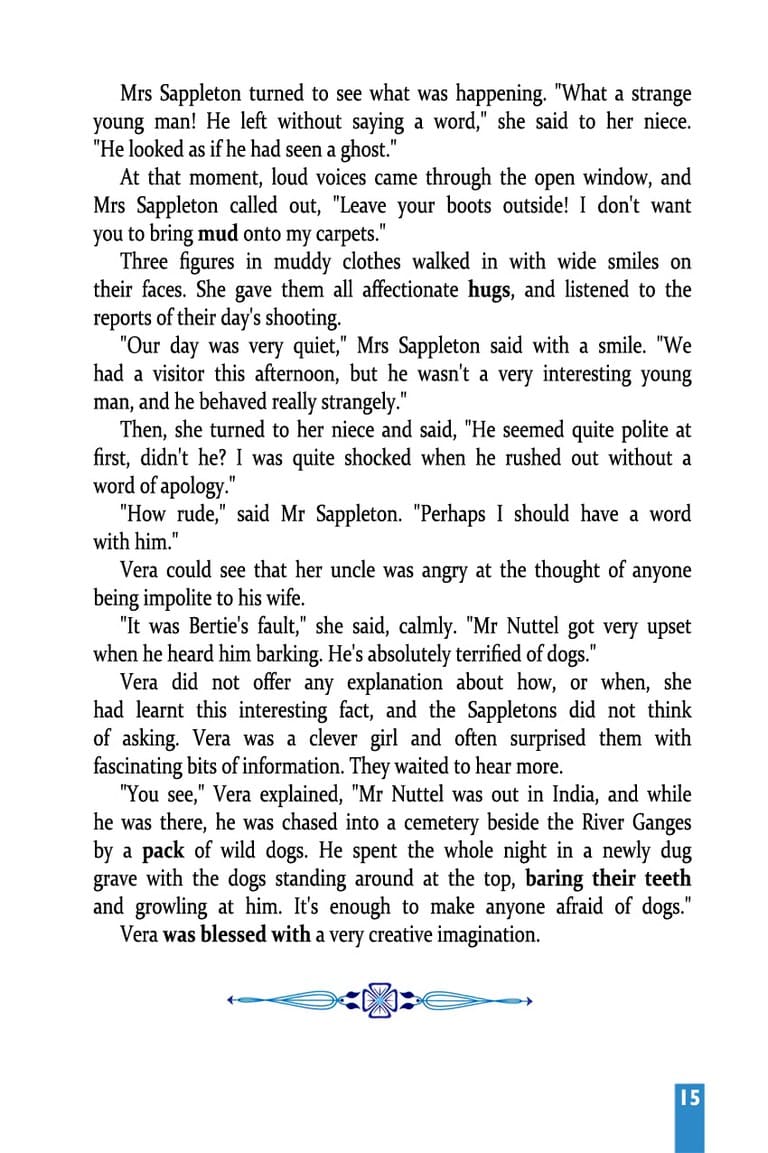 Mrs Sappleton turned to see what was happening. "What a strange
young man! He left without saying a word," she said to her niece.
"He looked as if he had seen a ghost."
At that moment, loud voices came through the open window, and
Mrs Sappleton called out, "Leave your boots outside! I don't want
you to bring mud onto my carpets."
Three figures in muddy clothes walked in with wide smiles on
their faces. She gave them all affectionate hugs, and listened to the
reports of their day's shooting.
"Our day was very quiet," Mrs Sappleton said with a smile. "We
had a visitor this afternoon, but he wasn't a very interesting young
man, and he behaved really strangely."
Then, she turned to her niece and said, "He seemed quite polite at
first, didn't he? I was quite shocked when he rushed out without a
word of apology."
"How rude," said Mr Sappleton. "Perhaps I should have a word
with him."
Vera could see that her uncle was angry at the thought of anyone
being impolite to his wife.
"It was Bertie's fault," she said, calmly. "Mr Nuttel got very upset
when he heard him barking. He's absolutely terrified of dogs."
Vera did not offer any explanation about how, or when, she
had learnt this interesting fact, and the Sappletons did not think
of asking. Vera was a clever girl and often surprised them with
fascinating bits of information. They waited to hear more.
"You see," Vera explained, "Mr Nuttel was out in India, and while
he was there, he was chased into a cemetery beside the River Ganges
by a pack of wild dogs. He spent the whole night in a newly dug
grave with the dogs standing around at the top, baring their teeth
and growling at him. It's enough to make anyone afraid of dogs."
Vera was blessed with a very creative imagination.
15